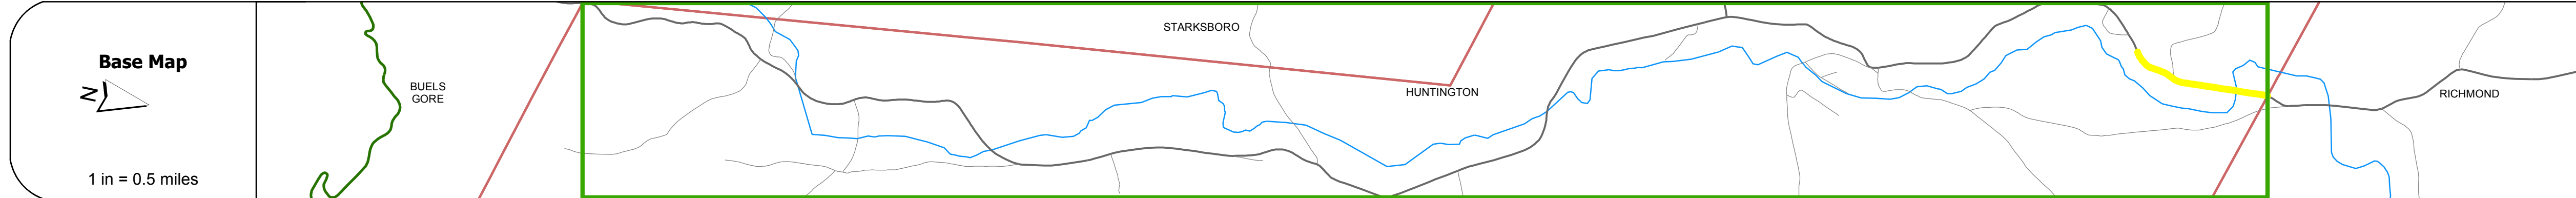 Base Map
N
1 in = 0.5 miles
BUELS
GORE
STARKSBORO
HUNTINGTON
RICHMOND